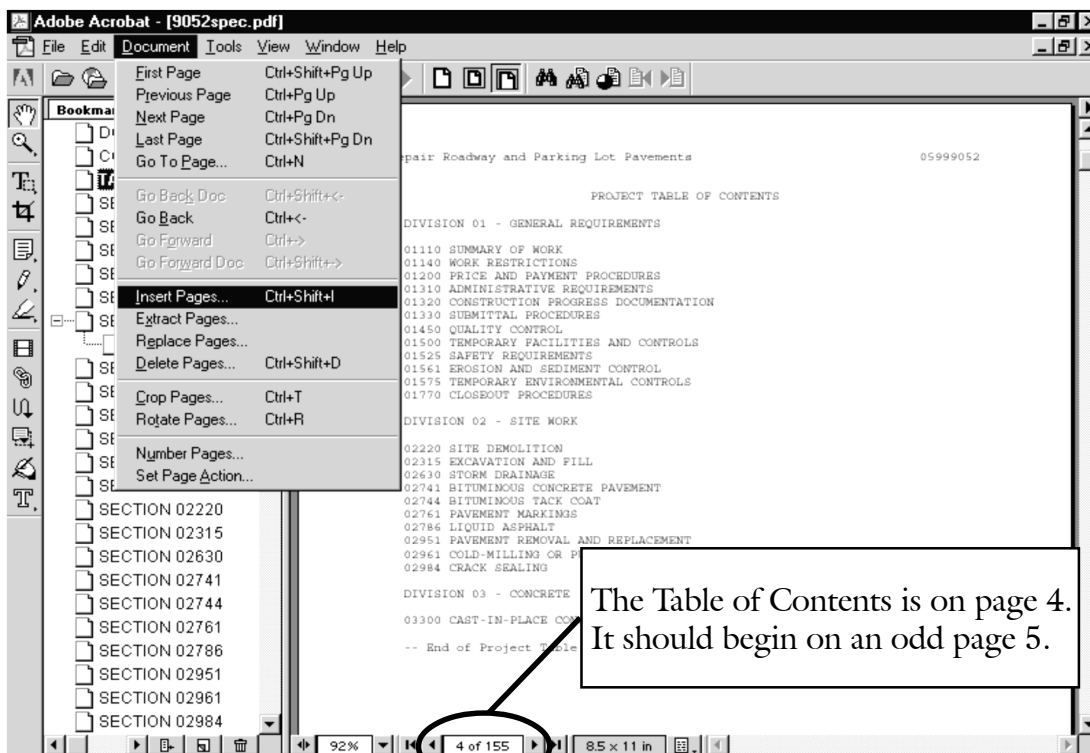 Adobe Acrobat - [9052spec.pdf]
File Edit Document Tools View Window Help
First Page Ctrl+Shift+Pg Up
Previous Page Ctrl+Pg Up
Next Page Ctrl+Pg Dn
Last Page Ctrl+Shift+Pg Dn
Go To Page... Ctrl+N
Go Back Doc Ctrl+Shift+<-
Go Back Ctrl+<-
Go Forward Ctrl+->
Go Forward Doc Ctrl+Shift+->
Insert Pages... Ctrl+Shift+I
Extract Pages...
Replace Pages...
Delete Pages... Ctrl+Shift+D
Crop Pages... Ctrl+T
Rotate Pages... Ctrl+R
Number Pages...
Set Page Action...
SECTION 02220
SECTION 02315
SECTION 02630
SECTION 02741
SECTION 02744
SECTION 02761
SECTION 02786
SECTION 02951
SECTION 02961
SECTION 02984
Roadway and Parking Lot Pavements 05999052
PROJECT TABLE OF CONTENTS
DIVISION 01 - GENERAL REQUIREMENTS
01110 SUMMARY OF WORK
01140 WORK RESTRICTIONS
01200 PRICE AND PAYMENT PROCEDURES
01310 ADMINISTRATIVE REQUIREMENTS
01320 CONSTRUCTION PROGRESS DOCUMENTATION
01330 SUBMITTAL PROCEDURES
01450 QUALITY CONTROL
01500 TEMPORARY FACILITIES AND CONTROLS
01525 SAFETY REQUIREMENTS
01561 EROSION AND SEDIMENT CONTROL
01575 TEMPORARY ENVIRONMENTAL CONTROLS
01770 CLOSEOUT PROCEDURES
DIVISION 02 - SITE WORK
02220 SITE DEMOLITION
02315 EXCAVATION AND FILL
02630 STORM DRAINAGE
02741 BITUMINOUS CONCRETE PAVEMENT
02744 BITUMINOUS TACK COAT
02761 PAVEMENT MARKINGS
02786 LIQUID ASPHALT
02951 PAVEMENT REMOVAL AND REPLACEMENT
02961 COLD-MILLING OR
02984 CRACK SEALING
DIVISION 03 - CONCRETE
03300 CAST-IN-PLACE
-- End of Project Table
The Table of Contents is on page 4.
It should begin on an odd page 5.
92% 4 of 155 8.5 x 11 in